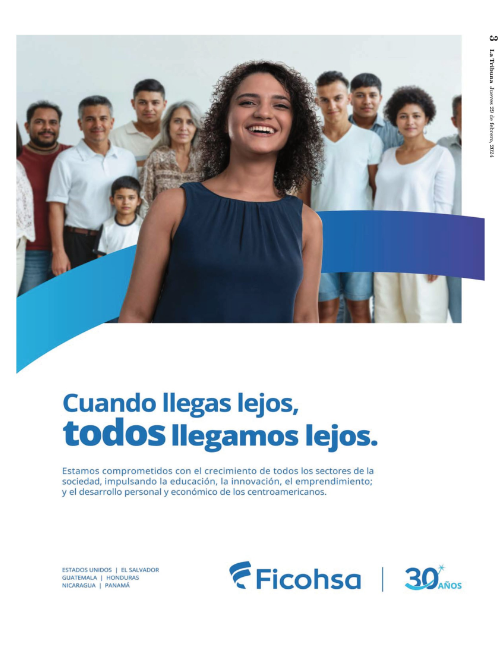 3
La Tribuna Jueves 29 de febrero, 2024
Cuando llegas lejos,
todos llegamos lejos.
Estamos comprometidos con el crecimiento de todos los sectores de la
sociedad, impulsando la educación, la innovación, el emprendimiento;
y el desarrollo personal y económico de los centroamericanos.
ESTADOS UNIDOS | EL SALVADOR
GUATEMALA | HONDURAS
NICARAGUA | PANAMÁ
Ficohsa | 30 AÑOS